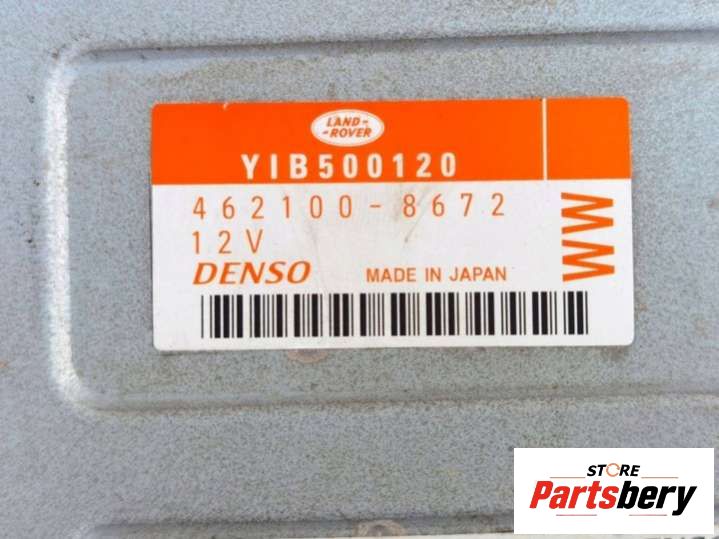 LAND-
-ROVER
YIB500120
462100-8672
12V
DENSO MADE IN JAPAN
WW
STORE
Partsbery